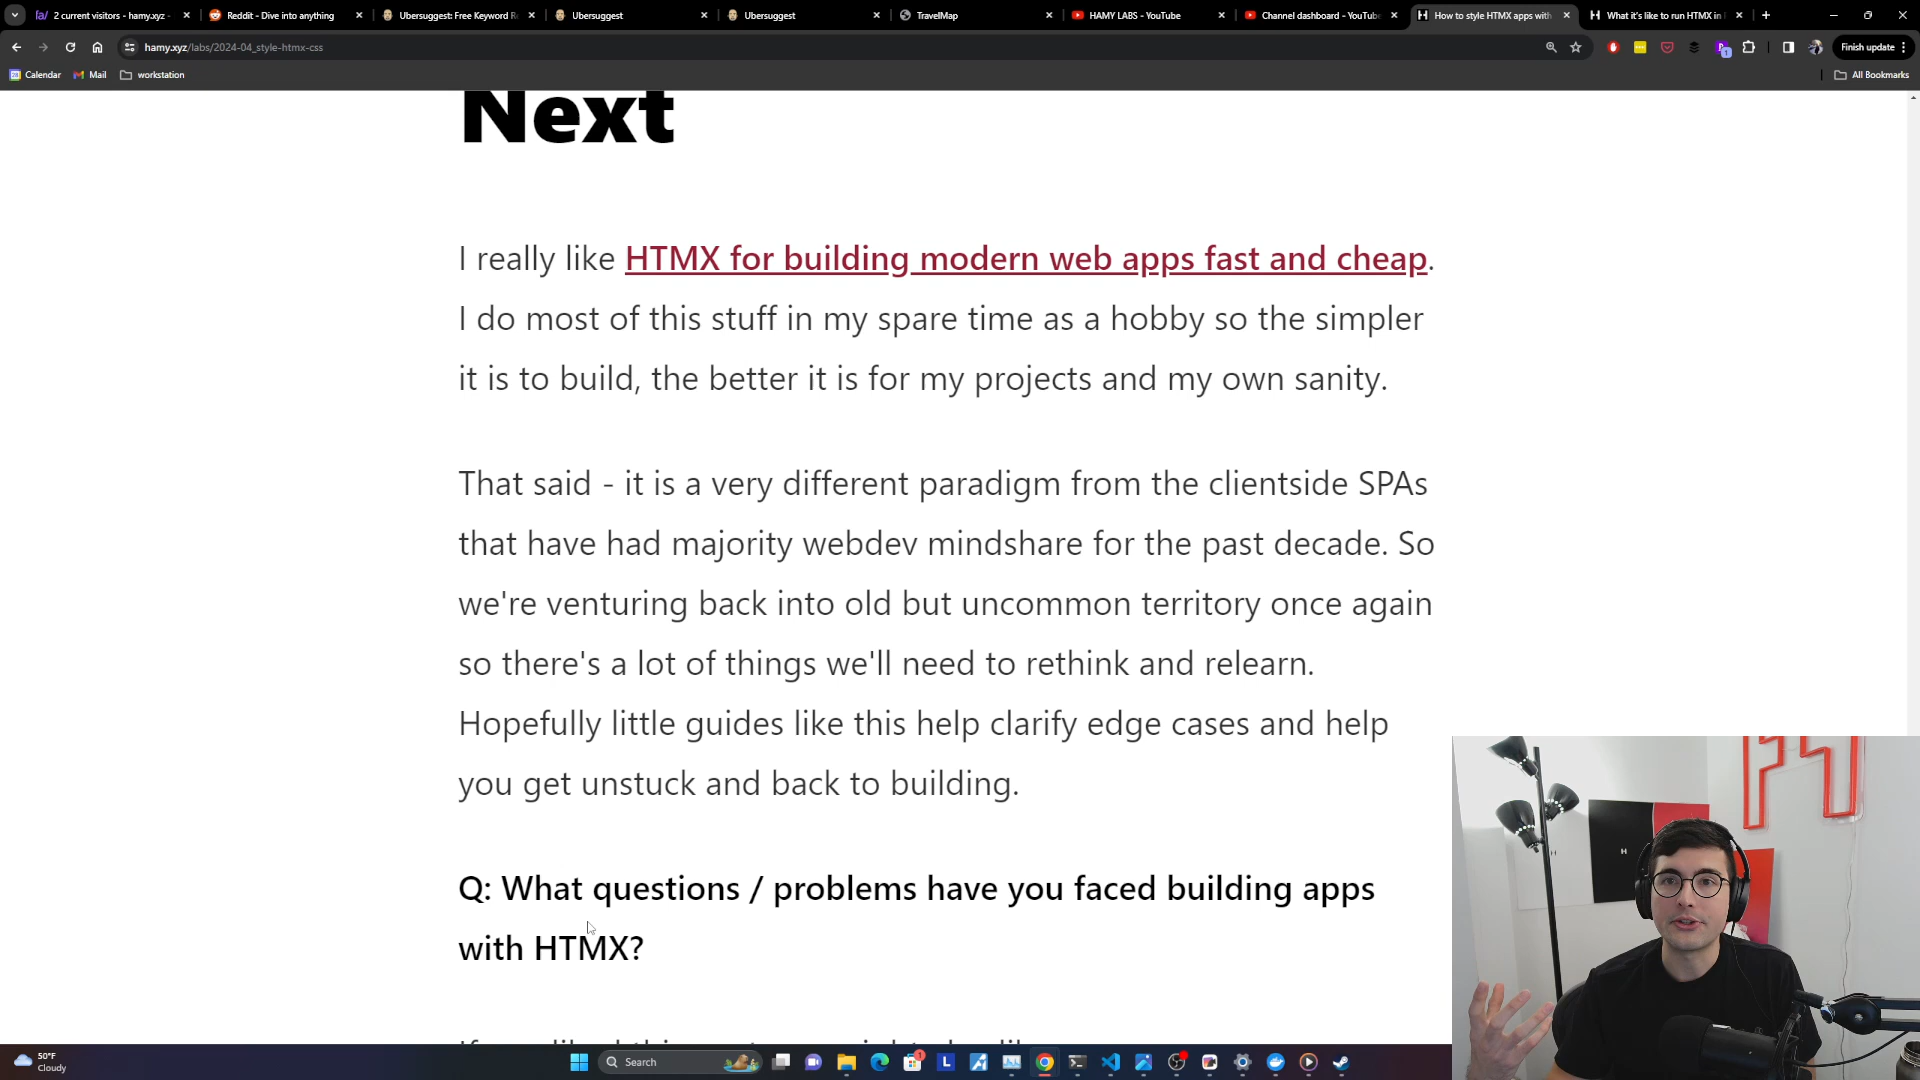 2 current visitors - hamy.xyz -
Reddit - Dive into anything
Ubersuggest: Free Keyword R
Ubersuggest
Ubersuggest
TravelMap
HAMY LABS - YouTube
Channel dashboard - YouTube
How to style HTMX apps with
What it's like to run HTMX in
hamy.xyz/labs/2024-04_style-htmx-css
Finish update
Calendar
Mail
workstation
All Bookmarks
Next
I really like HTMX for building modern web apps fast and cheap.
I do most of this stuff in my spare time as a hobby so the simpler
it is to build, the better it is for my projects and my own sanity.
That said - it is a very different paradigm from the clientside SPAs
that have had majority webdev mindshare for the past decade. So
we're venturing back into old but uncommon territory once again
so there's a lot of things we'll need to rethink and relearn.
Hopefully little guides like this help clarify edge cases and help
you get unstuck and back to building.
Q: What questions / problems have you faced building apps
with HTMX?
50°F
Cloudy
Search